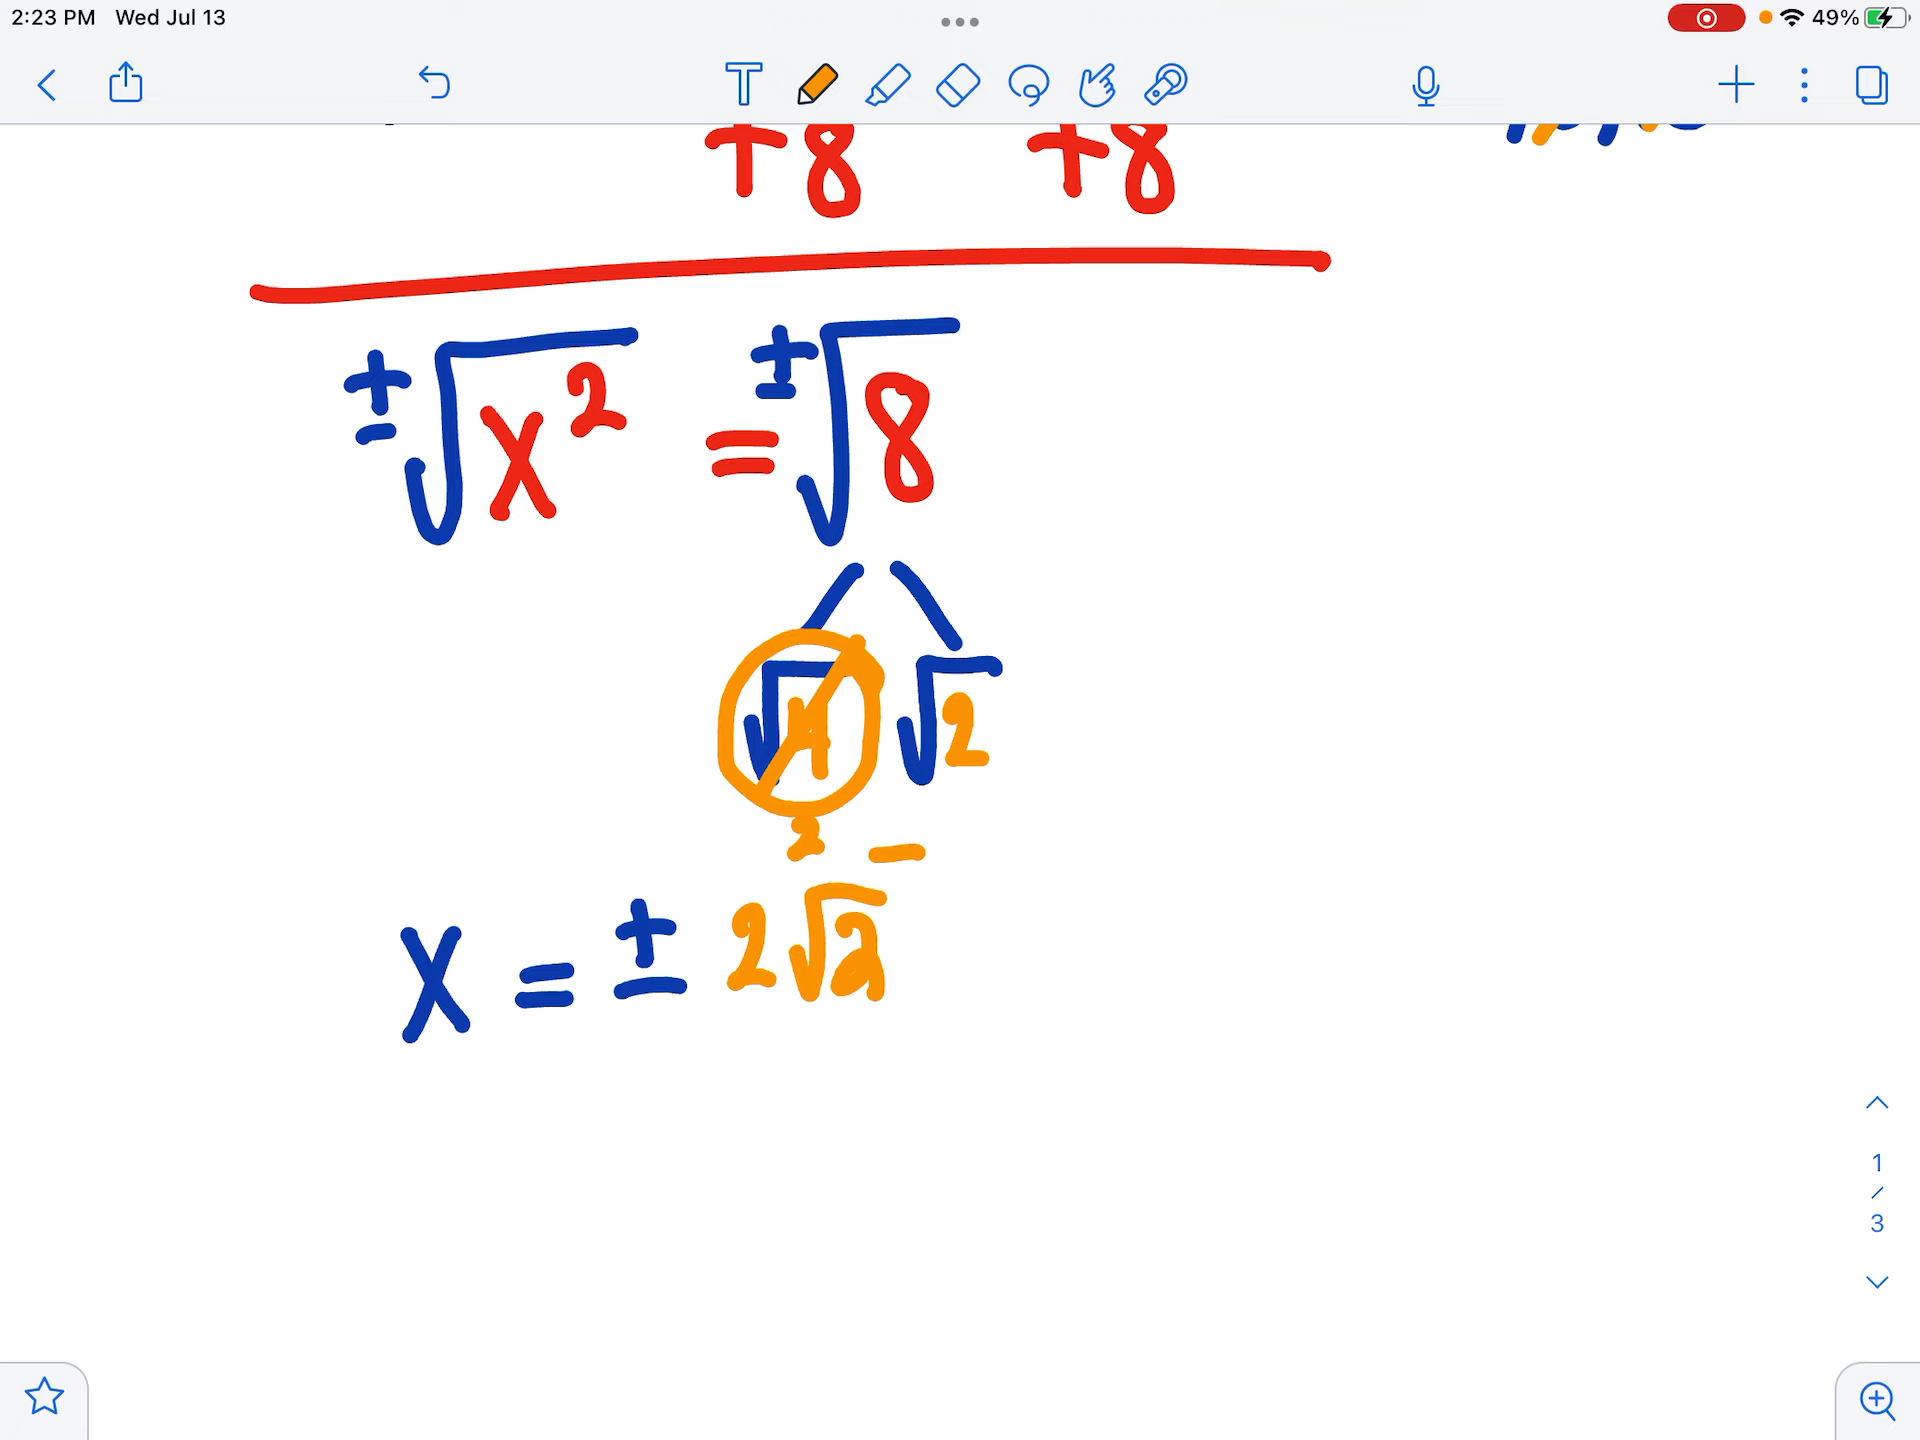 2:23 PM Wed Jul 13
49%
T
+8 +8
±√x² = ±√8
√4 √2
2 −
x = ± 2√2
1
/
3